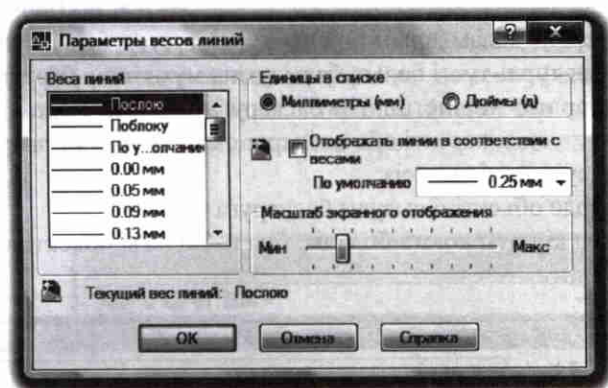 Параметры весов линий
Веса линий
Послою
Поблоку
По у...олчанию
0.00 мм
0.05 мм
0.09 мм
0.13 мм
Единицы в списке
Миллиметры (мм)
Дюймы (д)
Отображать линии в соответствии с
весами
По умолчанию
0.25 мм
Масштаб экранного отображения
Мин
Макс
Текущий вес линий: Послою
OK
Отмена
Справка